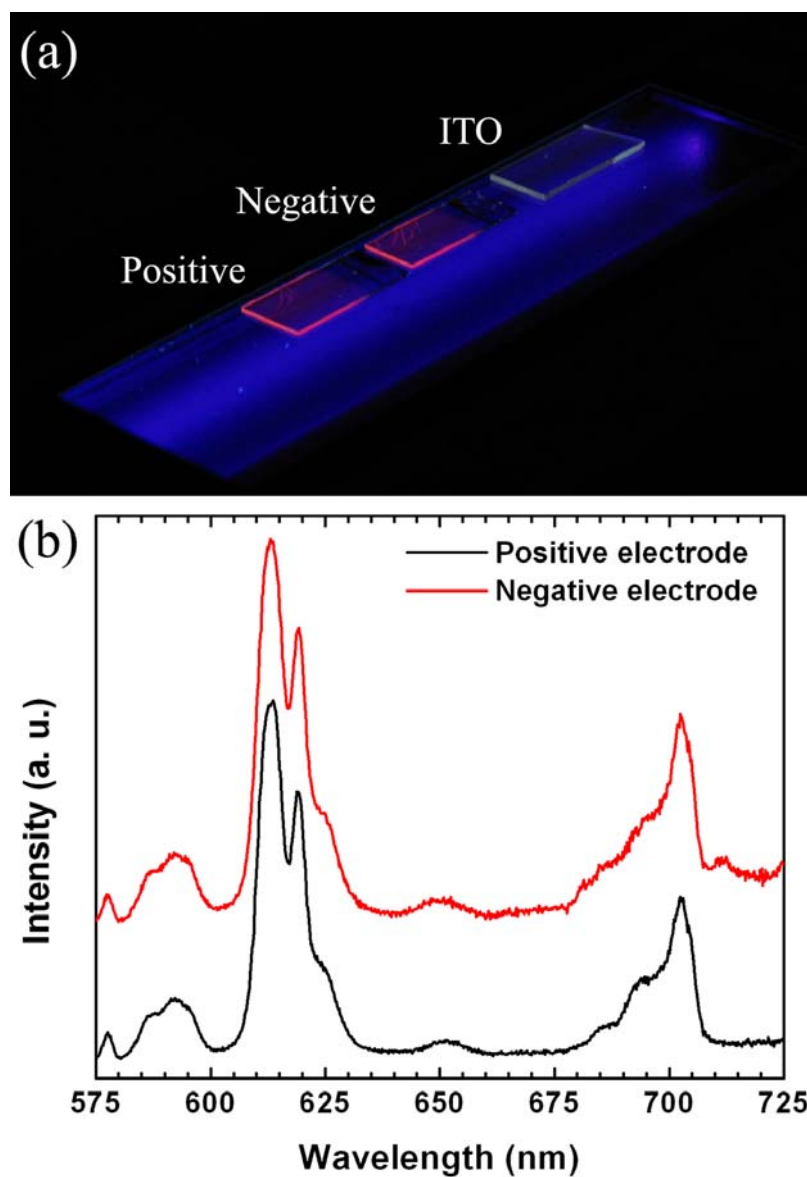 (a)
ITO
Negative
Positive
(b)
Positive electrode
Negative electrode
Intensity (a. u.)
575 600 625 650 675 700 725
Wavelength (nm)